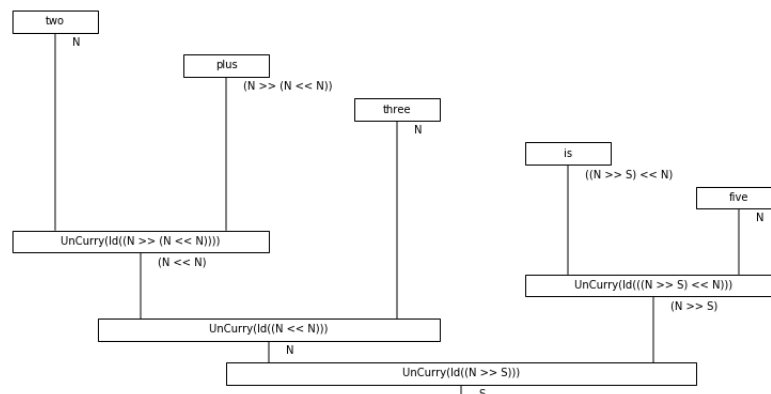 two
N
plus
(N >> (N << N))
three
N
is
((N >> S) << N)
five
N
UnCurry(Id((N >> (N << N))))
(N << N)
UnCurry(Id(((N >> S) << N)))
(N >> S)
UnCurry(Id((N << N)))
N
UnCurry(Id((N >> S)))
S